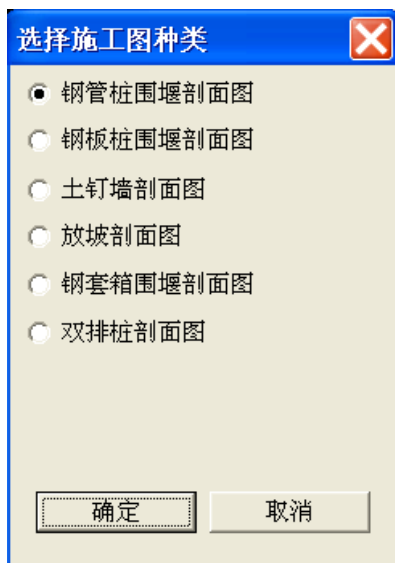 选择施工图种类
钢管桩围堰剖面图
钢板桩围堰剖面图
土钉墙剖面图
放坡剖面图
钢套箱围堰剖面图
双排桩剖面图
确定 取消